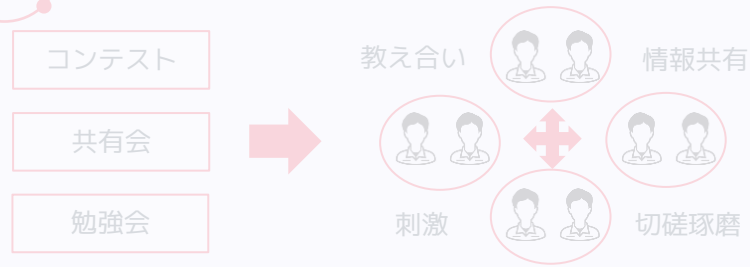 コンテスト
共有会
勉強会
教え合い
情報共有
刺激
切磋琢磨